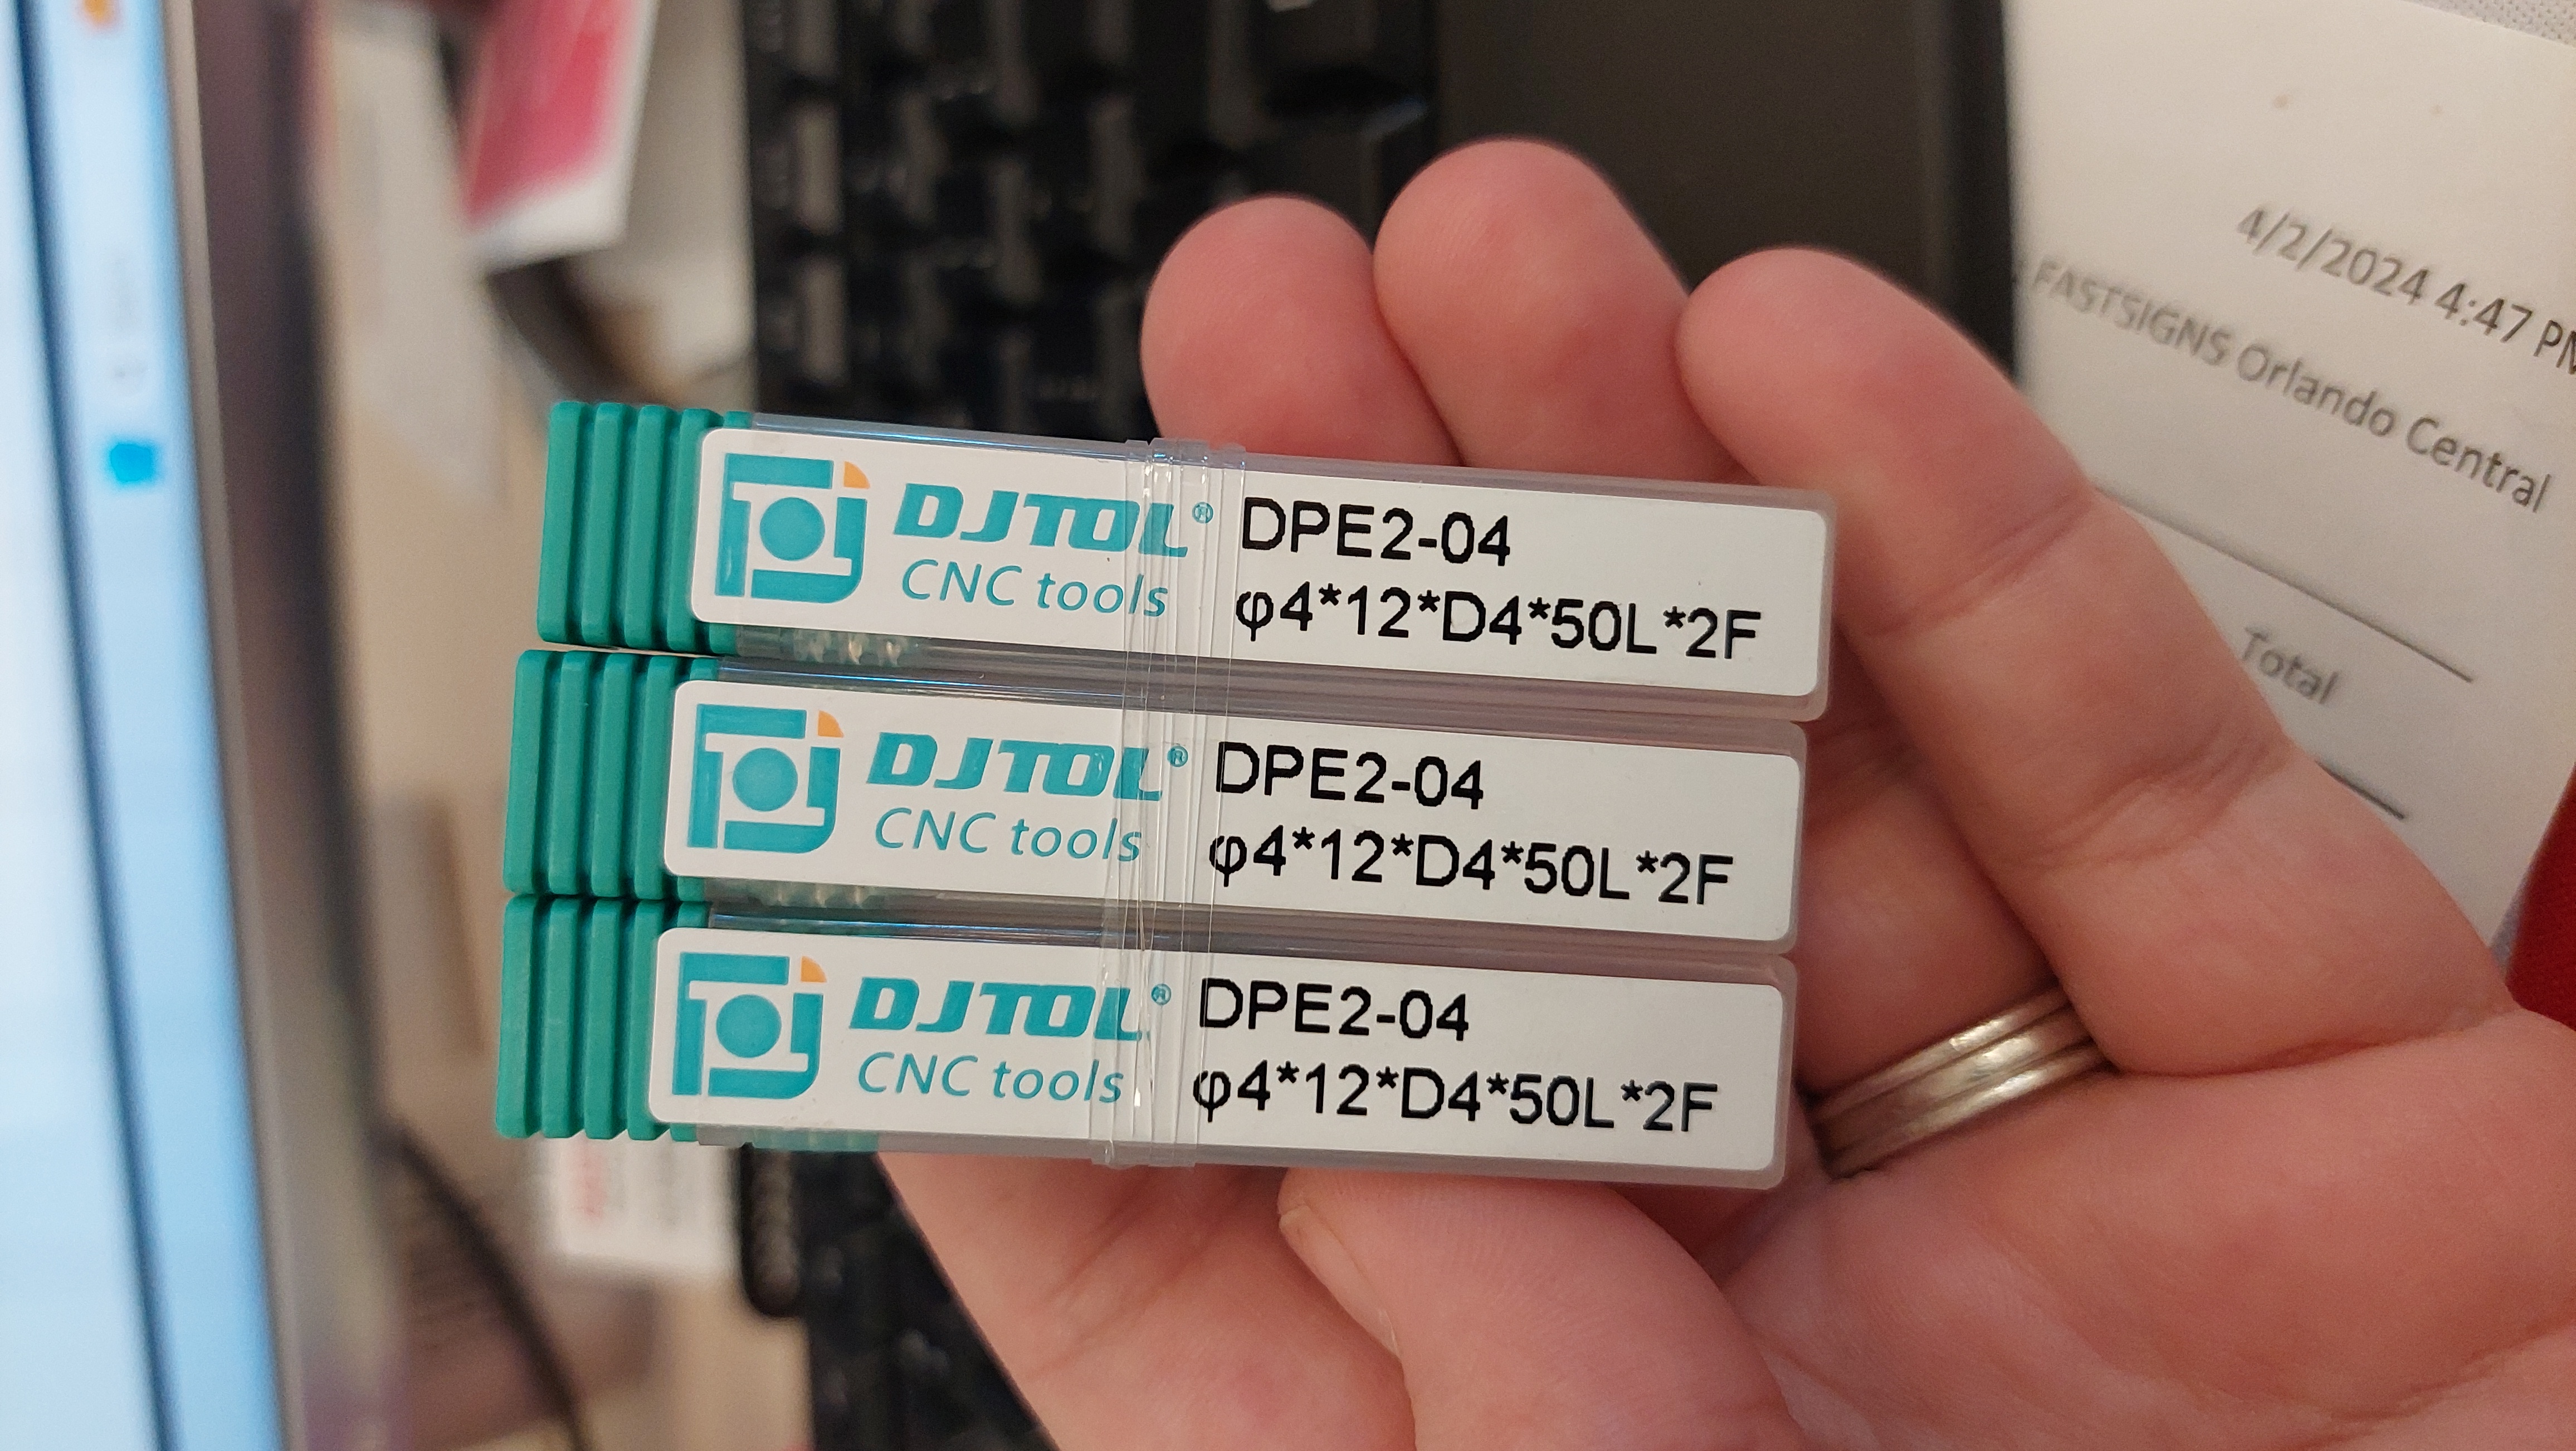 DJTOL®
CNC tools
DPE2-04
φ4*12*D4*50L*2F
DJTOL®
CNC tools
DPE2-04
φ4*12*D4*50L*2F
DJTOL®
CNC tools
DPE2-04
φ4*12*D4*50L*2F
4/2/2024 4:47 PM
FASTSIGNS Orlando Central
Total